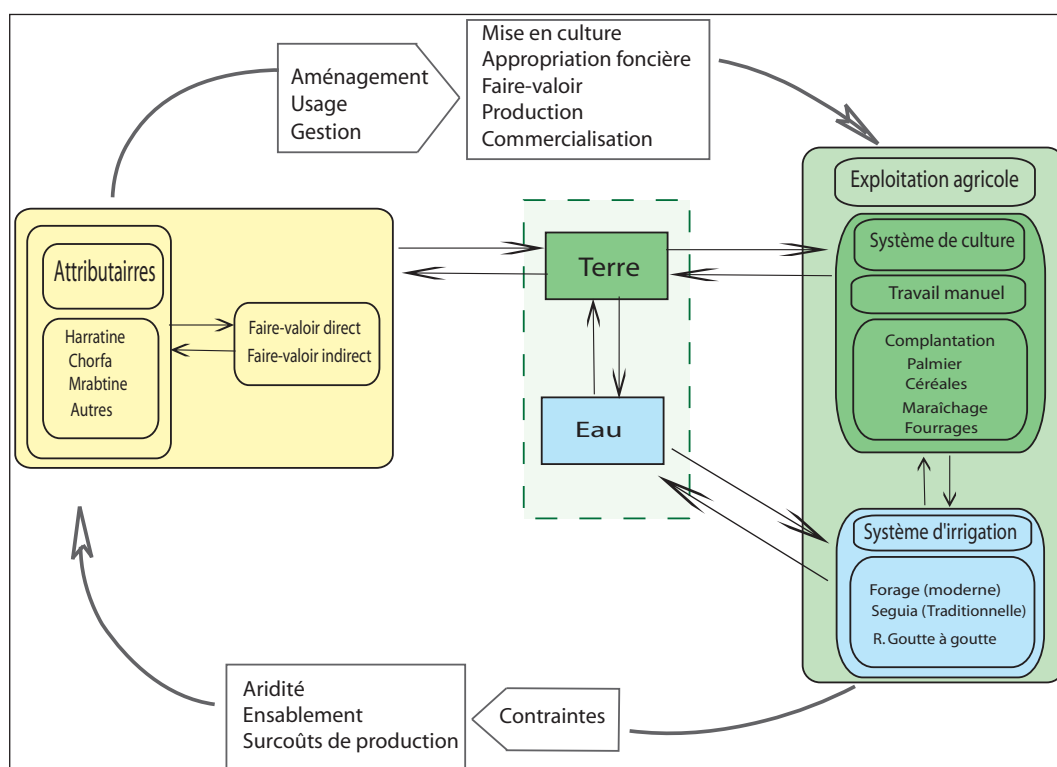 Aménagement
Usage
Gestion
Mise en culture
Appropriation foncière
Faire-valoir
Production
Commercialisation
Attributairres
Harratine
Chorfa
Mrabtine
Autres
Faire-valoir direct
Faire-valoir indirect
Terre
Eau
Exploitation agricole
Système de culture
Travail manuel
Complantation
Palmier
Céréales
Maraîchage
Fourrages
Système d'irrigation
Forage (moderne)
Seguia (Traditionnelle)
R. Goutte à goutte
Contraintes
Aridité
Ensablement
Surcoûts de production